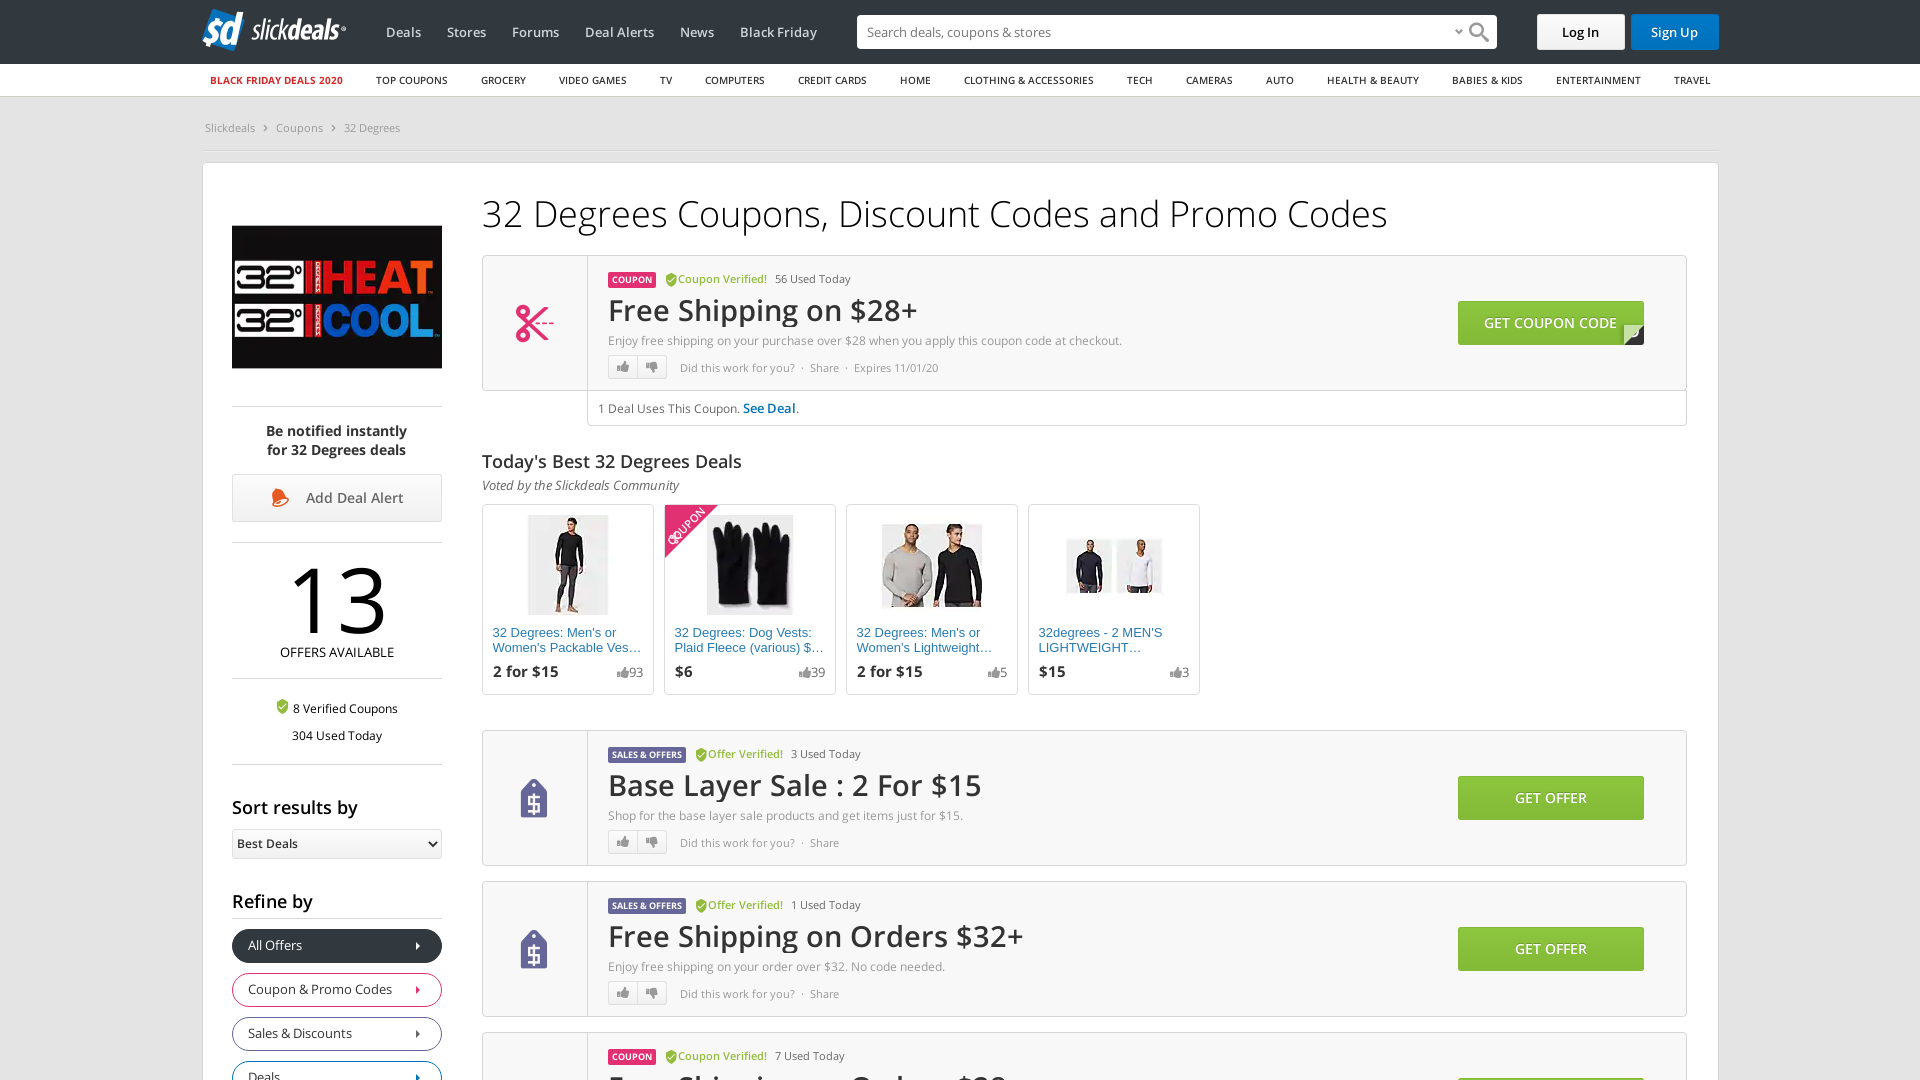 slickdeals
Deals
Stores
Forums
Deal Alerts
News
Black Friday
Search deals, coupons & stores
Log In
Sign Up
BLACK FRIDAY DEALS 2020
TOP COUPONS
GROCERY
VIDEO GAMES
TV
COMPUTERS
CREDIT CARDS
HOME
CLOTHING & ACCESSORIES
TECH
CAMERAS
AUTO
HEALTH & BEAUTY
BABIES & KIDS
ENTERTAINMENT
TRAVEL
Slickdeals
Coupons
32 Degrees
32° HEAT
32° COOL
Be notified instantly
for 32 Degrees deals
Add Deal Alert
13
OFFERS AVAILABLE
8 Verified Coupons
304 Used Today
Sort results by
Best Deals
Refine by
All Offers
Coupon & Promo Codes
Sales & Discounts
Deals
32 Degrees Coupons, Discount Codes and Promo Codes
COUPON Coupon Verified! 56 Used Today
Free Shipping on $28+
Enjoy free shipping on your purchase over $28 when you apply this coupon code at checkout.
Did this work for you? · Share · Expires 11/01/20
GET COUPON CODE
1 Deal Uses This Coupon. See Deal.
Today's Best 32 Degrees Deals
Voted by the Slickdeals Community
32 Degrees: Men's or
Women's Packable Ves…
2 for $15
93
COUPON
32 Degrees: Dog Vests:
Plaid Fleece (various) $…
$6
39
32 Degrees: Men's or
Women's Lightweight…
2 for $15
5
32degrees - 2 MEN'S
LIGHTWEIGHT…
$15
3
SALES & OFFERS Offer Verified! 3 Used Today
Base Layer Sale : 2 For $15
Shop for the base layer sale products and get items just for $15.
Did this work for you? · Share
GET OFFER
SALES & OFFERS Offer Verified! 1 Used Today
Free Shipping on Orders $32+
Enjoy free shipping on your order over $32. No code needed.
Did this work for you? · Share
GET OFFER
COUPON Coupon Verified! 7 Used Today